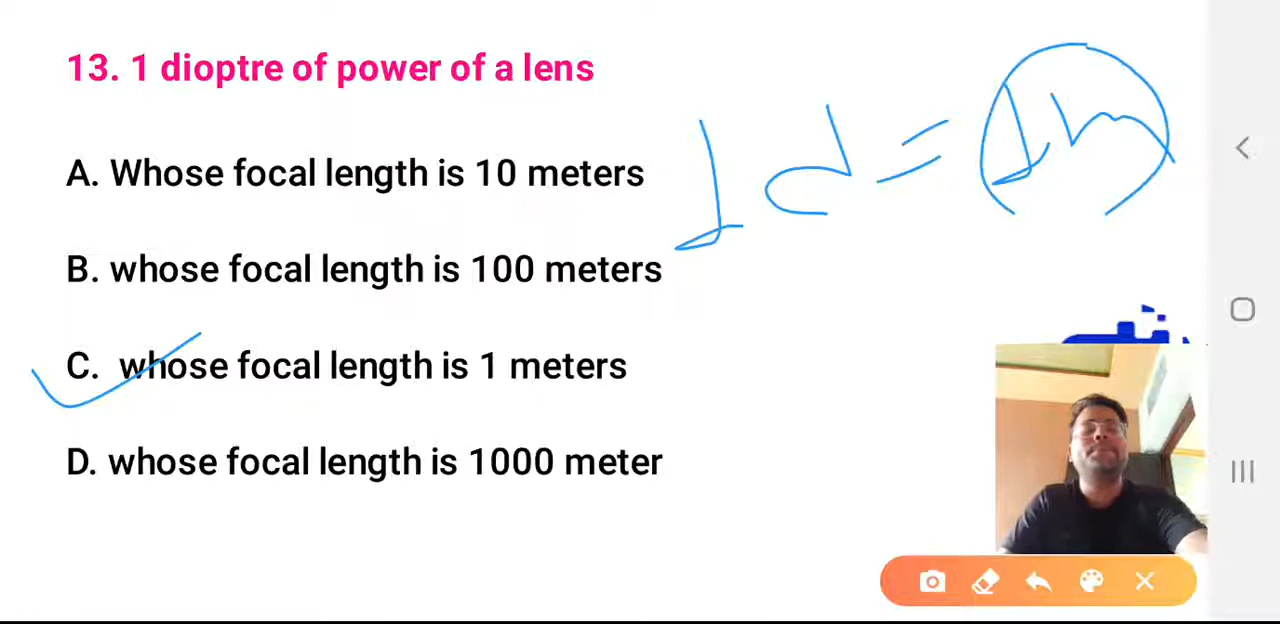 13. 1 dioptre of power of a lens
1 d = 1m
A. Whose focal length is 10 meters
B. whose focal length is 100 meters
C. whose focal length is 1 meters
D. whose focal length is 1000 meter